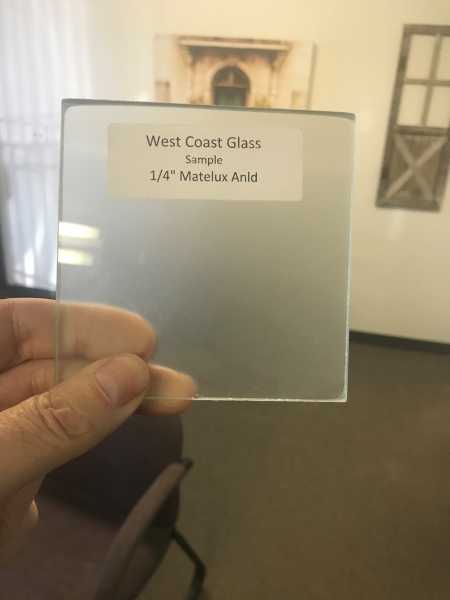 West Coast Glass
Sample
1/4" Matelux Anld